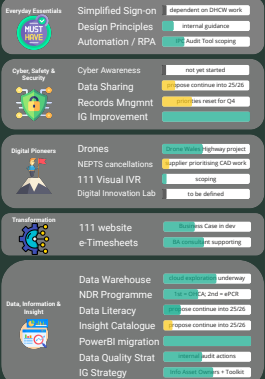 Everyday Essentials
MUST HAVE
Simplified Sign-on dependent on DHCW work
Design Principles internal guidance
Automation / RPA IPC Audit Tool scoping
Cyber, Safety & Security
Cyber Awareness not yet started
Data Sharing propose continue into 25/26
Records Mngmnt priorities reset for Q4
IG Improvement
Digital Pioneers
Drones Drone Wales Highway project
NEPTS cancellations supplier prioritising CAD work
111 Visual IVR scoping
Digital Innovation Lab to be defined
Transformation
111 website Business Case in dev
e-Timesheets BA consultant supporting
Data, Information & Insight
Data Warehouse cloud exploration underway
NDR Programme 1st = OHCA; 2nd = ePCR
Data Literacy propose continue into 25/26
Insight Catalogue propose continue into 25/26
PowerBI migration
Data Quality Strat internal audit actions
IG Strategy Info Asset Owners + Toolkit